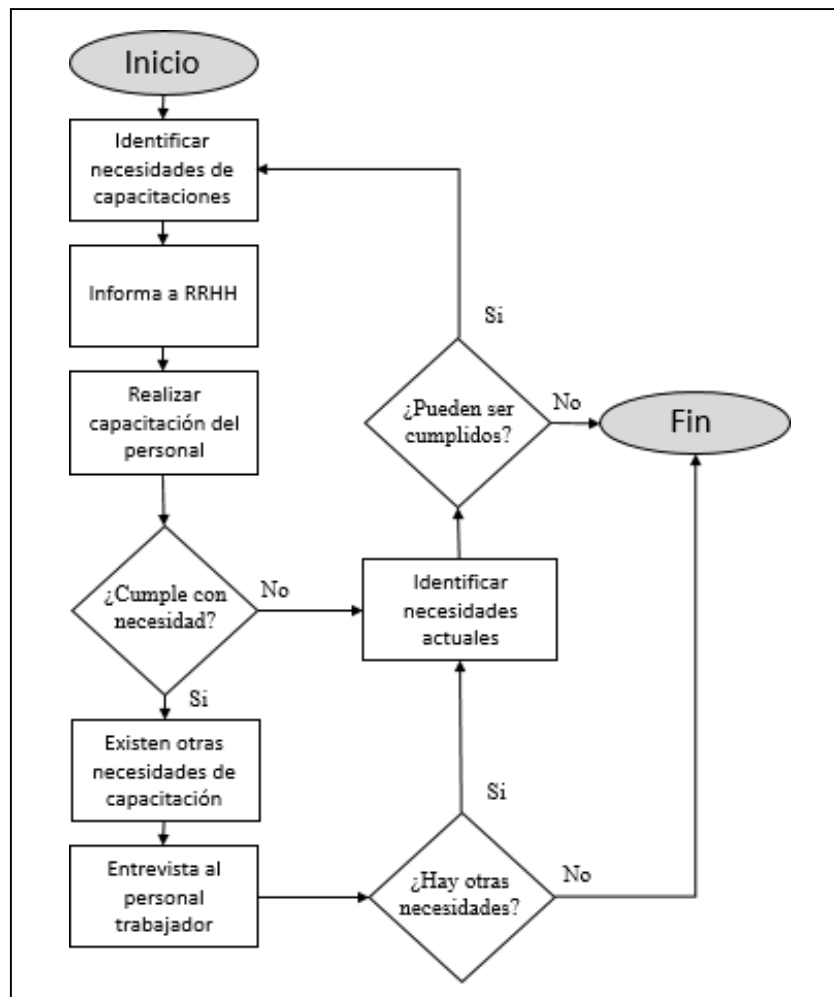 Inicio
Identificar
necesidades de
capacitaciones
Informa a RRHH
Realizar
capacitación del
personal
¿Cumple con
necesidad?
No
Si
Existen otras
necesidades de
capacitación
Entrevista al
personal
trabajador
¿Hay otras
necesidades?
No
Si
Identificar
necesidades
actuales
¿Pueden ser
cumplidos?
Si
No
Fin